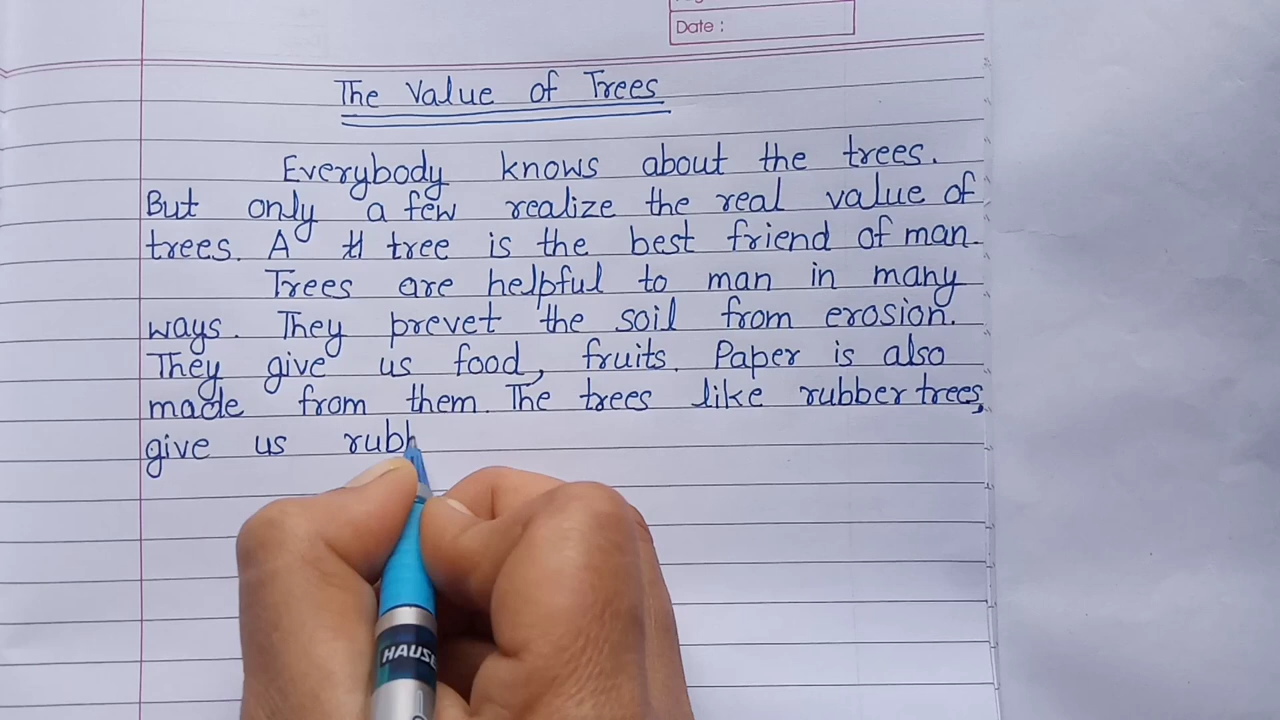 Date :
The Value of Trees
Everybody knows about the trees.
But only a few realize the real value of
trees. A tree is the best friend of man.
Trees are helpful to man in many
ways. They prevet the soil from erosion.
They give us food, fruits. Paper is also
made from them. The trees like rubber trees,
give us rubb
HAUSE